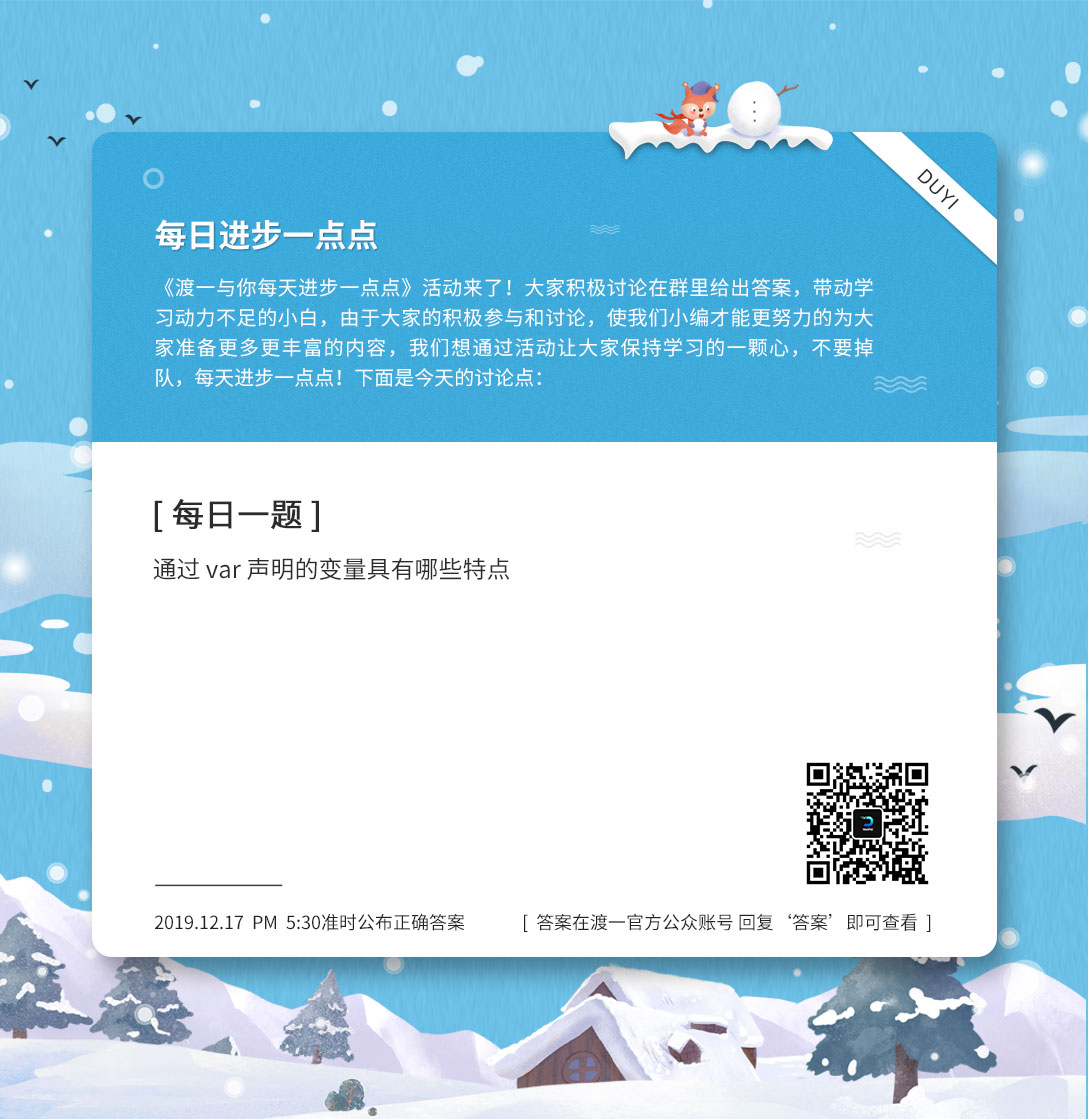 DUYI
每日进步一点点
《渡一与你每天进步一点点》活动来了！大家积极讨论在群里给出答案，带动学
习动力不足的小白，由于大家的积极参与和讨论，使我们小编才能更努力的为大
家准备更多更丰富的内容，我们想通过活动让大家保持学习的一颗心，不要掉
队，每天进步一点点！下面是今天的讨论点：
[ 每日一题 ]
通过 var 声明的变量具有哪些特点
2019.12.17 PM 5:30准时公布正确答案
[ 答案在渡一官方公众账号 回复‘答案’即可查看 ]